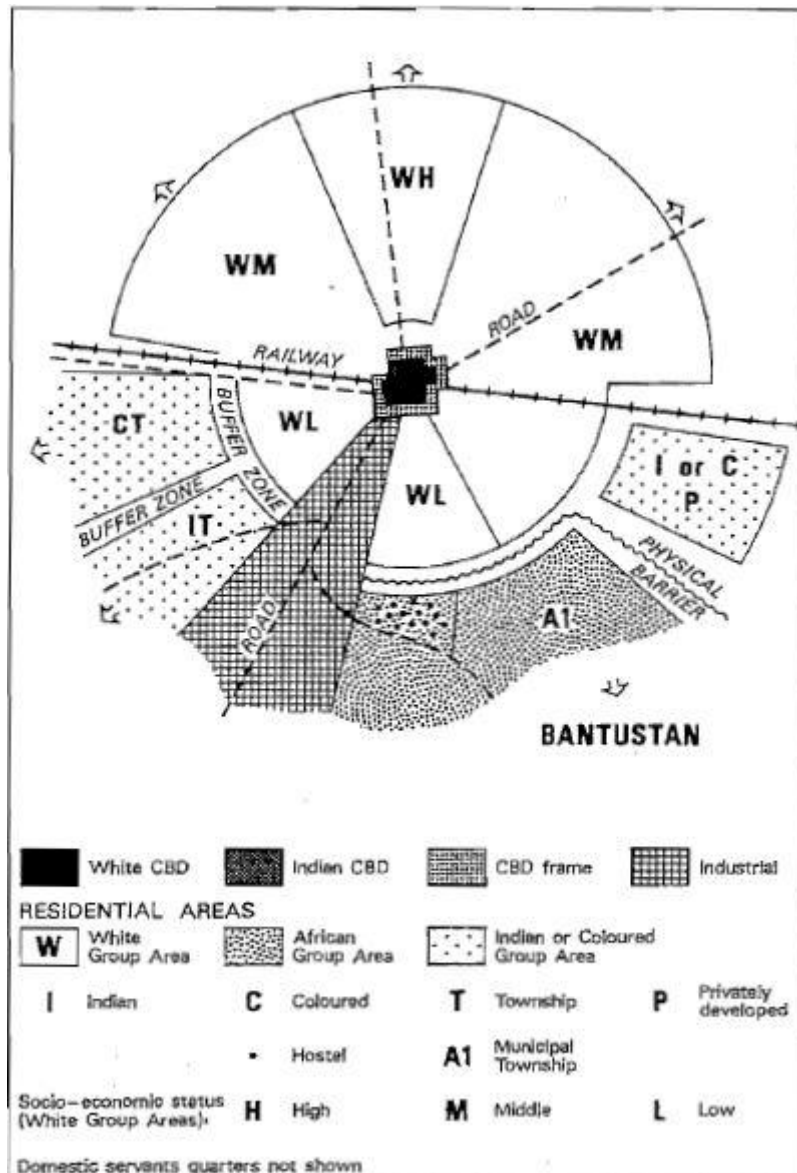 WH
WM
ROAD
WM
RAILWAY
CT
BUFFER
ZONE
WL
I or C
P
WL
BUFFER ZONE
IT
PHYSICAL
BARRIER
A1
ROAD
BANTUSTAN
White CBD
Indian CBD
CBD frame
Industrial
RESIDENTIAL AREAS
W
White
Group Area
African
Group Area
Indian or Coloured
Group Area
I Indian
C Coloured
T Township
P Privately
developed
• Hostel
A1 Municipal
Township
Socio-economic status
(White Group Areas):
H High
M Middle
L Low
Domestic servants quarters not shown